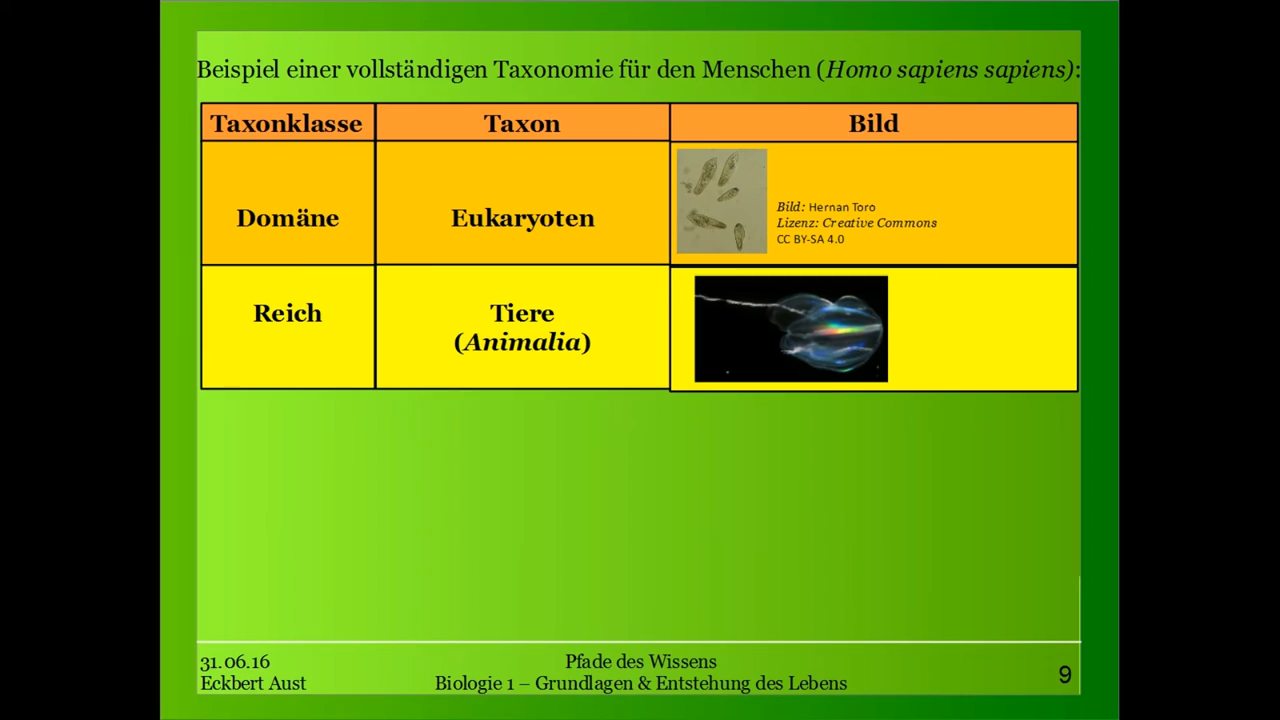 Beispiel einer vollständigen Taxonomie für den Menschen (Homo sapiens sapiens):
Taxonklasse Taxon Bild
Domäne Eukaryoten
Bild: Hernan Toro
Lizenz: Creative Commons
CC BY-SA 4.0
Reich Tiere
(Animalia)
31.06.16 Pfade des Wissens
Eckbert Aust Biologie 1 – Grundlagen & Entstehung des Lebens 9